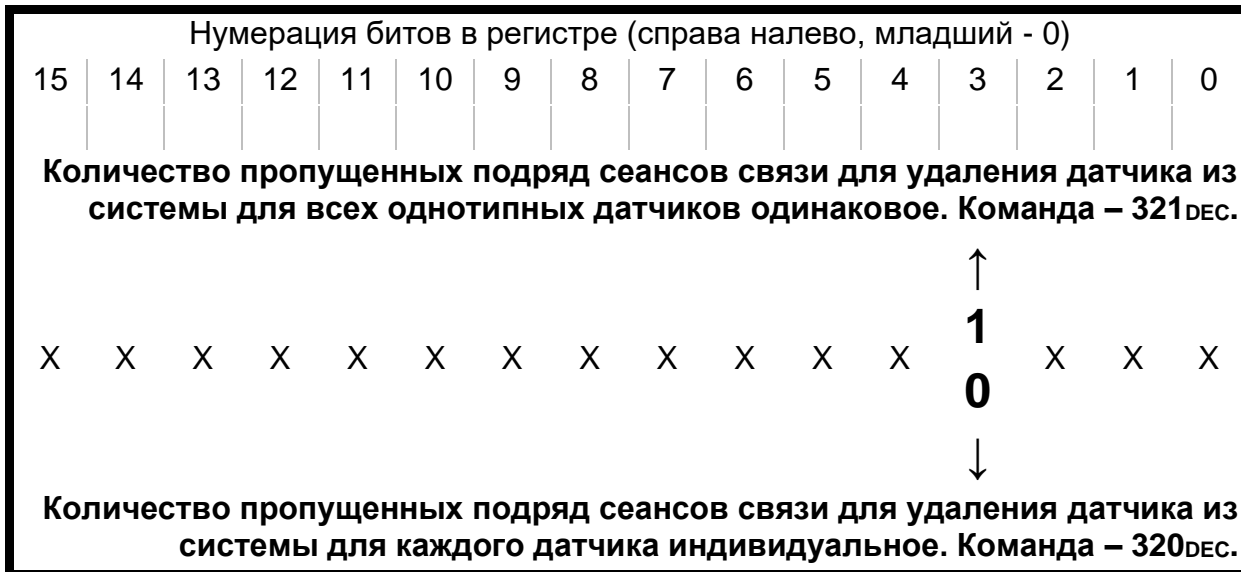 Нумерация битов в регистре (справа налево, младший - 0)
15 14 13 12 11 10 9 8 7 6 5 4 3 2 1 0
Количество пропущенных подряд сеансов связи для удаления датчика из
системы для всех однотипных датчиков одинаковое. Команда – 321DEC.
↑
1
X X X X X X X X X X X X X X X
0
↓
Количество пропущенных подряд сеансов связи для удаления датчика из
системы для каждого датчика индивидуальное. Команда – 320DEC.